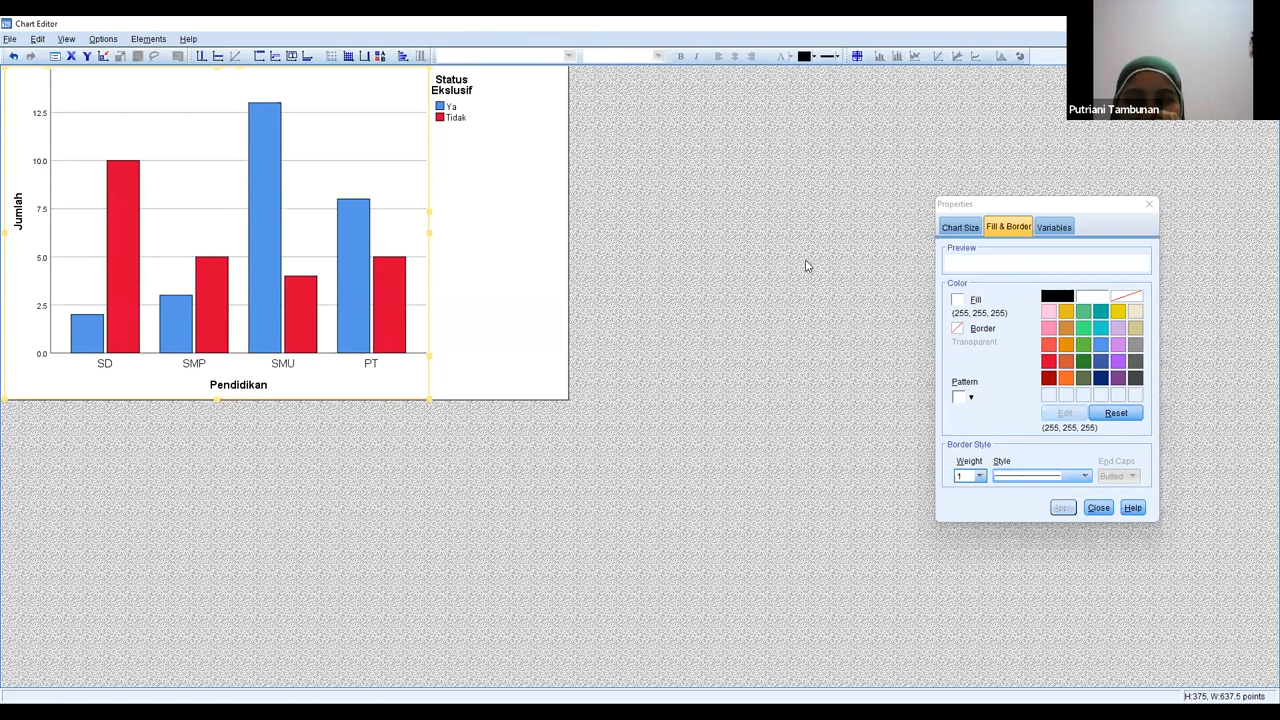 Chart Editor
File Edit View Options Elements Help
B I A
Status
Ekslusif
Ya
Tidak
12.5
10.0
7.5
5.0
2.5
0.0
Jumlah
SD SMP SMU PT
Pendidikan
Putriani Tambunan
Properties
Chart Size Fill & Border Variables
Preview
Color
Fill
(255, 255, 255)
Border
Transparent
Pattern
Edit Reset
(255, 255, 255)
Border Style
Weight Style End Caps
1 Butted
Apply Close Help
H:375, W:637.5 points